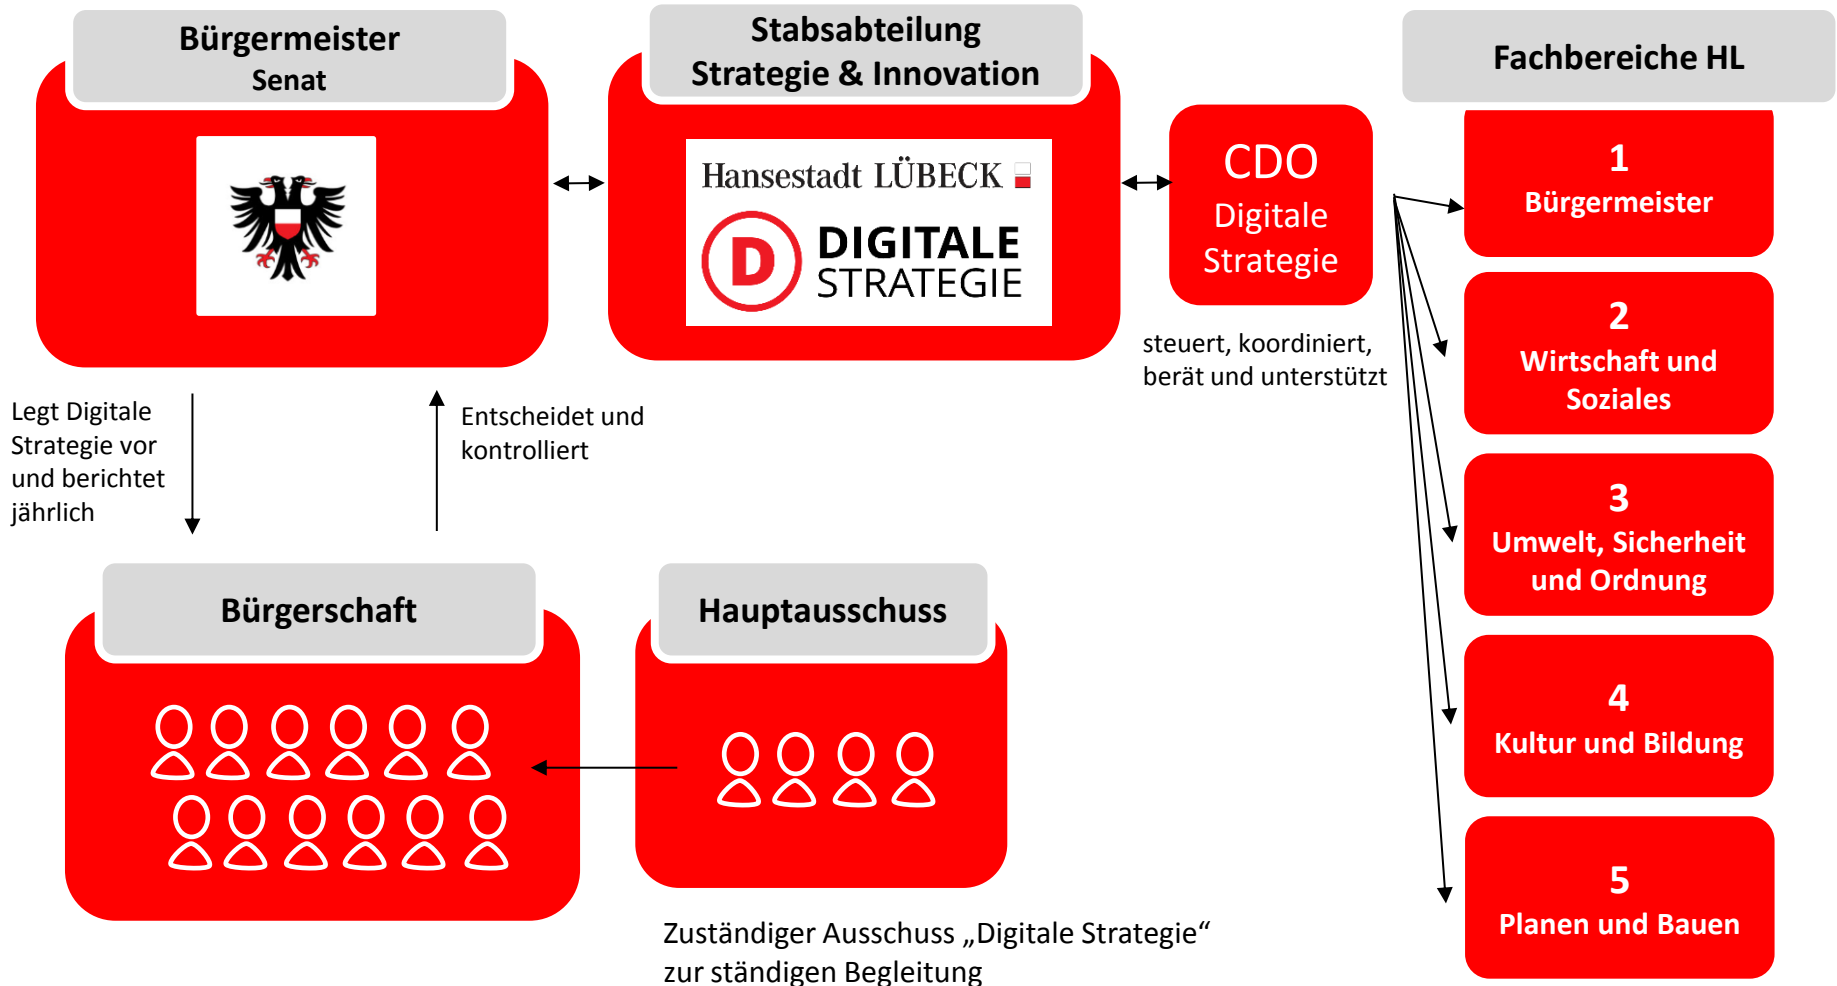 Bürgermeister
Senat
Stabsabteilung
Strategie & Innovation
Hansestadt LÜBECK
D
DIGITALE
STRATEGIE
CDO
Digitale
Strategie
steuert, koordiniert,
berät und unterstützt
Fachbereiche HL
1
Bürgermeister
2
Wirtschaft und
Soziales
3
Umwelt, Sicherheit
und Ordnung
4
Kultur und Bildung
5
Planen und Bauen
Legt Digitale
Strategie vor
und berichtet
jährlich
Entscheidet und
kontrolliert
Bürgerschaft
Hauptausschuss
Zuständiger Ausschuss „Digitale Strategie“
zur ständigen Begleitung